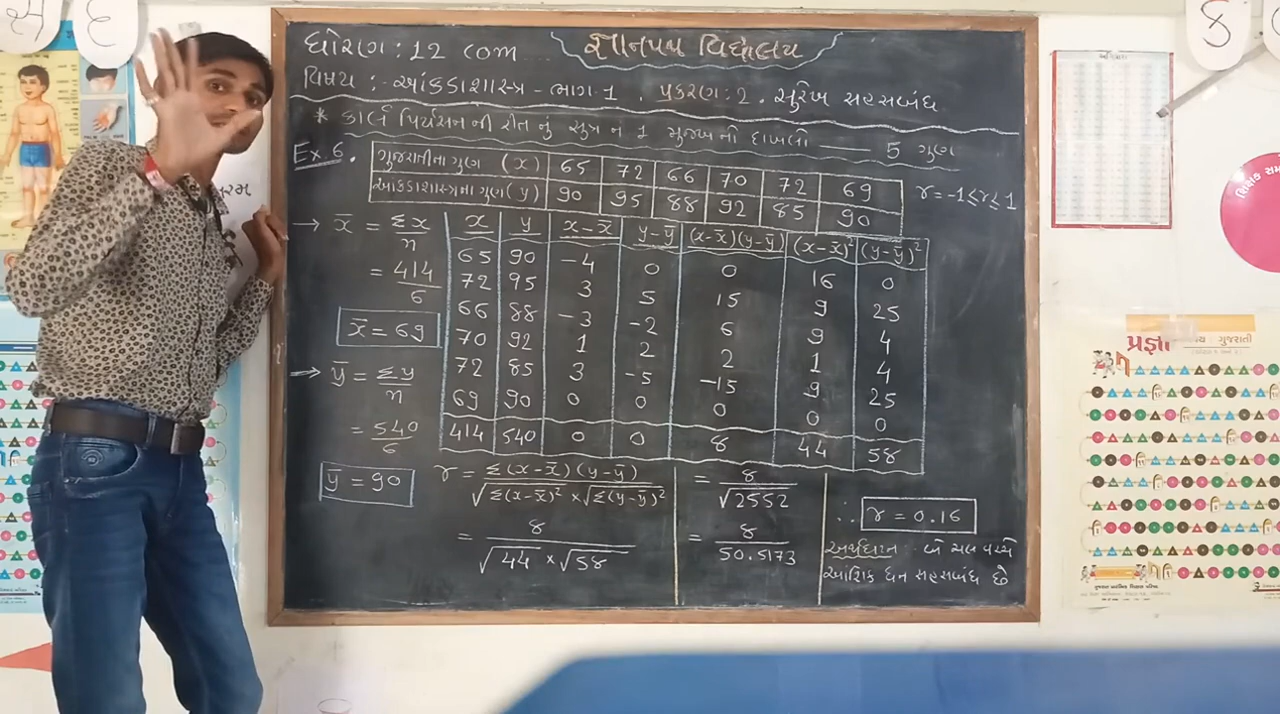 ધોરણ : 12 com....
જ્ઞાનપથ વિદ્યાલય
વિષય :- આંકડાશાસ્ત્ર - ભાગ-1 . પ્રકરણ : 2 . સુરેખ સહસંબંધ
* કાર્લ પિર્યસન ની રીત નું સૂત્ર નં 1 મુજબ નો દાખલો —— 5 ગુણ
Ex. 6.
ગુજરાતીના ગુણ (x) 65 72 66 70 72 69
આંકડાશાસ્ત્રના ગુણ (y) 90 95 88 92 85 90
r = -1 ≤ r ≤ 1
→ x̄ = Σx/n
= 414/6
x̄ = 69
→ ȳ = Σy/n
= 540/6
ȳ = 90
x y x-x̄ y-ȳ (x-x̄)(y-ȳ) (x-x̄)² (y-ȳ)²
65 90 -4 0 0 16 0
72 95 3 5 15 9 25
66 88 -3 -2 6 9 4
70 92 1 2 2 1 4
72 85 3 -5 -15 9 25
69 90 0 0 0 0 0
414 540 0 0 8 44 58
r = Σ(x-x̄)(y-ȳ) / √Σ(x-x̄)² × √Σ(y-ȳ)²
= 8 / √44 × √58
= 8 / √2552
= 8 / 50.5173
∴ r = 0.16
અર્થઘટન :- બે ચલ વચ્ચે
આંશિક ધન સહસંબંધ છે
સ
દ
ક
પ્રજ્ઞા
ગુજરાતી